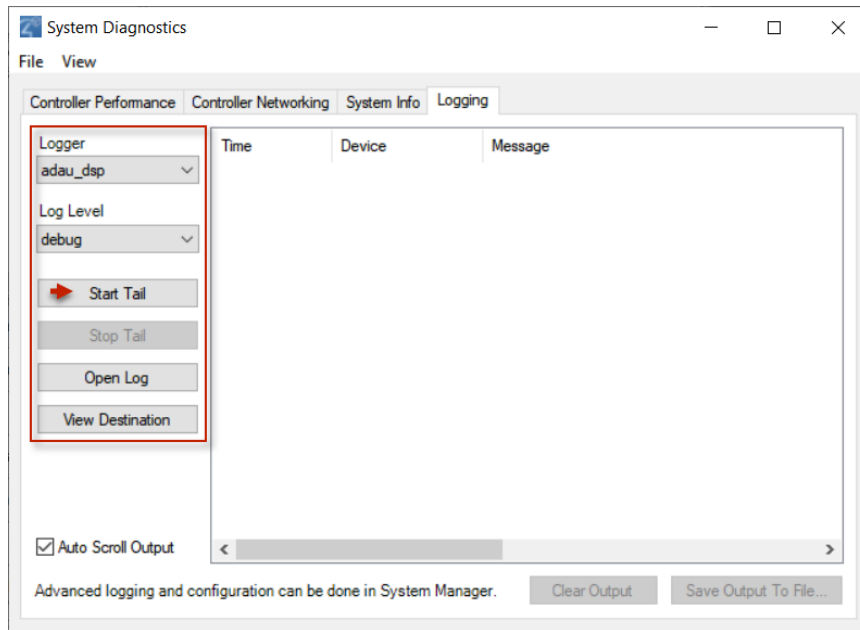 System Diagnostics
File View
Controller Performance Controller Networking System Info Logging
Logger
adau_dsp
Log Level
debug
Start Tail
Stop Tail
Open Log
View Destination
Time Device Message
Auto Scroll Output
Advanced logging and configuration can be done in System Manager.
Clear Output Save Output To File...